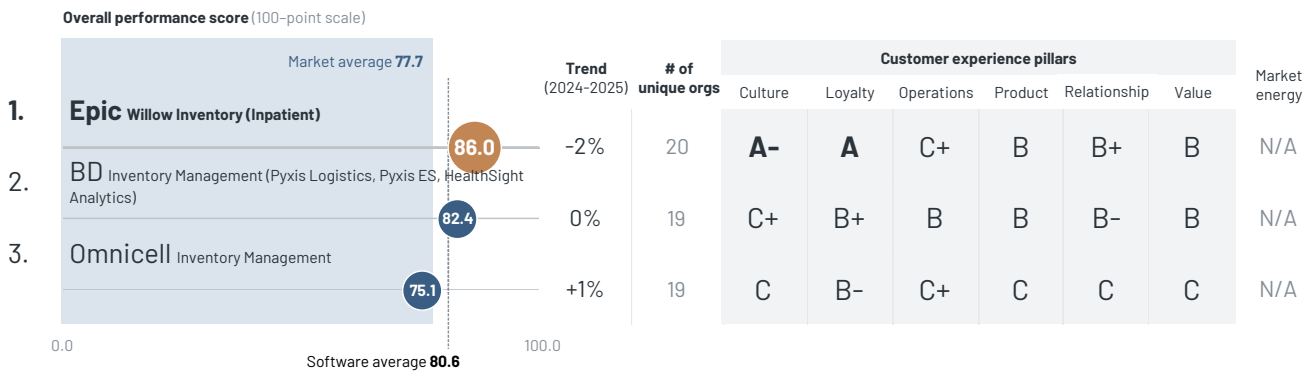 Overall performance score (100-point scale)
Market average 77.7
Customer experience pillars
Trend (2024-2025)
# of unique orgs
Culture Loyalty Operations Product Relationship Value
Market energy
1. Epic Willow Inventory (Inpatient)
86.0 -2% 20 A- A C+ B B+ B N/A
2. BD Inventory Management (Pyxis Logistics, Pyxis ES, HealthSight
Analytics)
82.4 0% 19 C+ B+ B B B- B N/A
3. Omnicell Inventory Management
75.1 +1% 19 C B- C+ C C C N/A
0.0 100.0
Software average 80.6